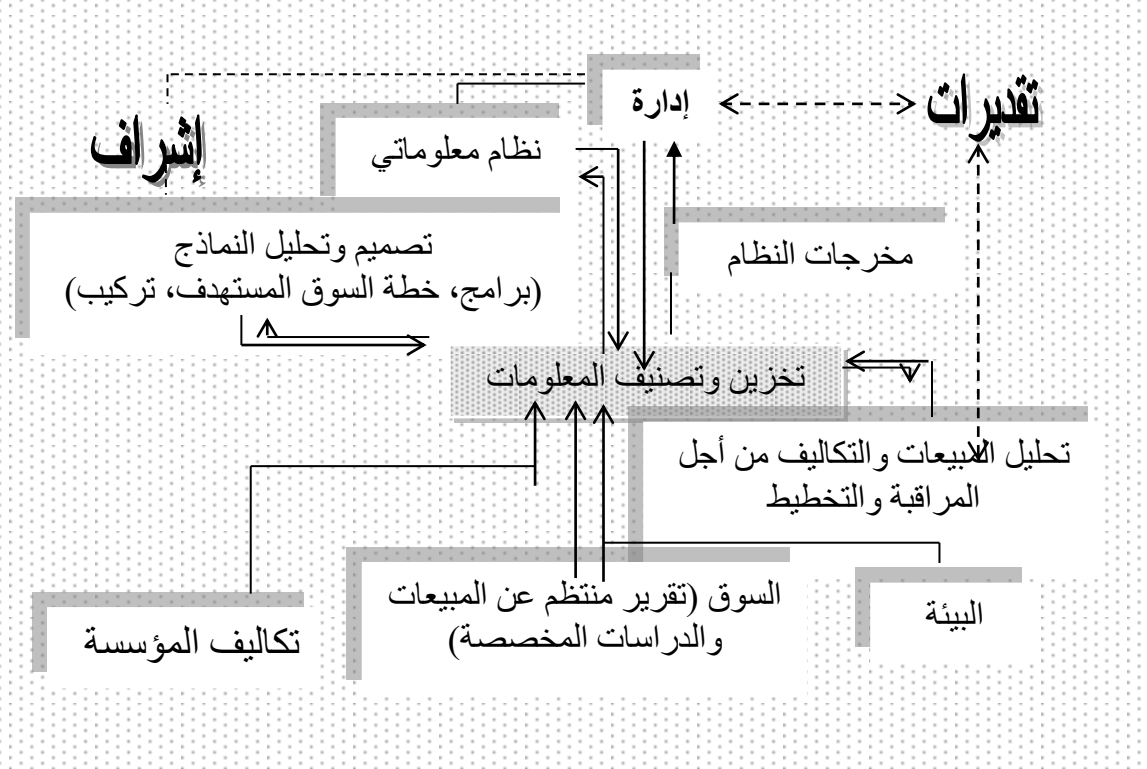 إدارة
تقديرات
إشراف
نظام معلوماتي
مخرجات النظام
تصميم وتحليل النماذج
(برامج، خطة السوق المستهدف، تركيب)
تخزين وتصنيف المعلومات
تحليل المبيعات والتكاليف من أجل
المراقبة والتخطيط
السوق (تقرير منتظم عن المبيعات
والدراسات المخصصة)
البيئة
تكاليف المؤسسة